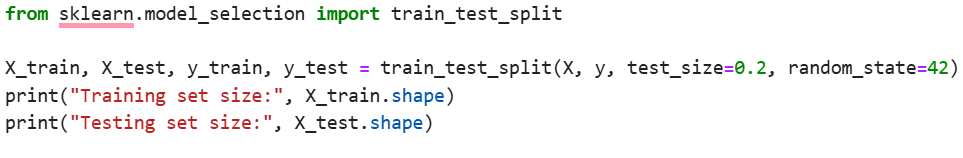 from sklearn.model_selection import train_test_split
X_train, X_test, y_train, y_test = train_test_split(X, y, test_size=0.2, random_state=42)
print("Training set size:", X_train.shape)
print("Testing set size:", X_test.shape)